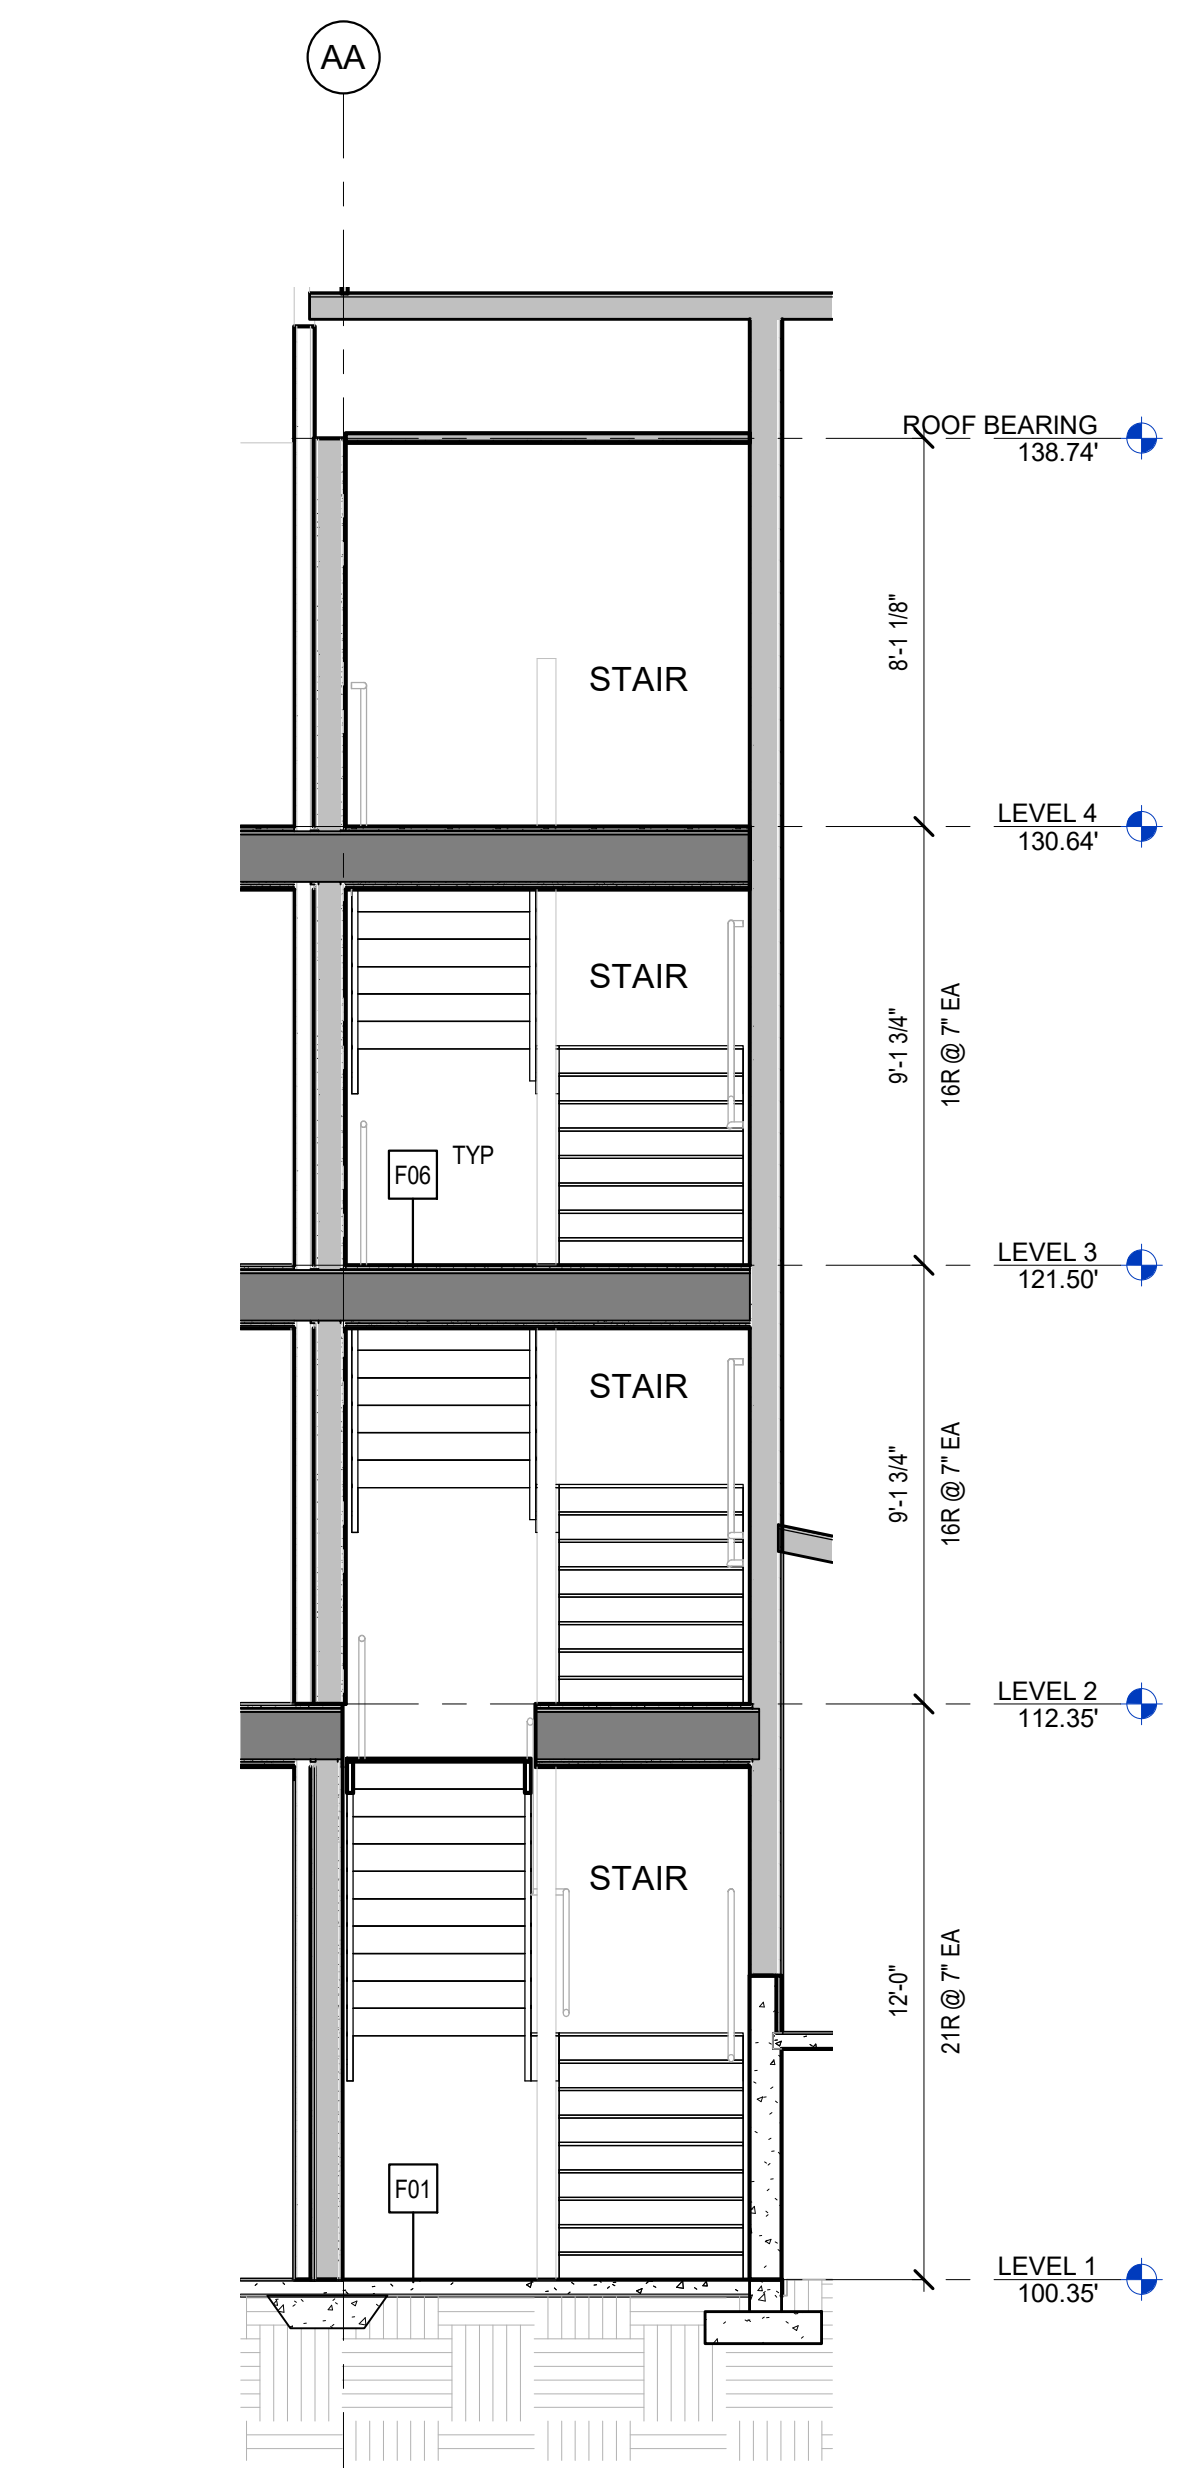 AA
ROOF BEARING
138.74'
8'-1 1/8"
STAIR
LEVEL 4
130.64'
STAIR
9'-1 3/4"
16R @ 7" EA
TYP
F06
LEVEL 3
121.50'
STAIR
9'-1 3/4"
16R @ 7" EA
LEVEL 2
112.35'
STAIR
12'-0"
21R @ 7" EA
F01
LEVEL 1
100.35'